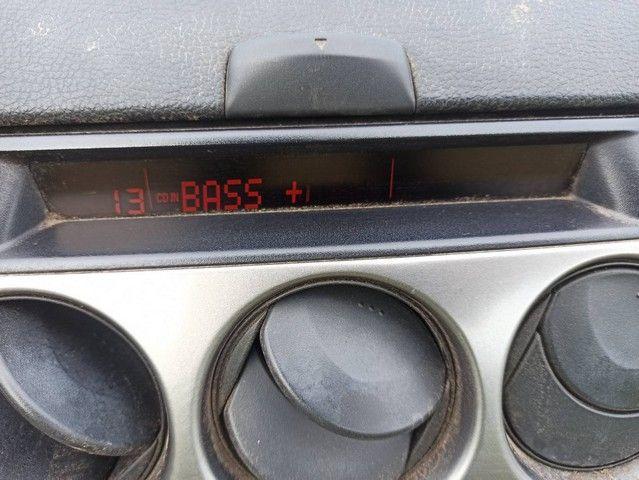 13 CD IN BASS +1